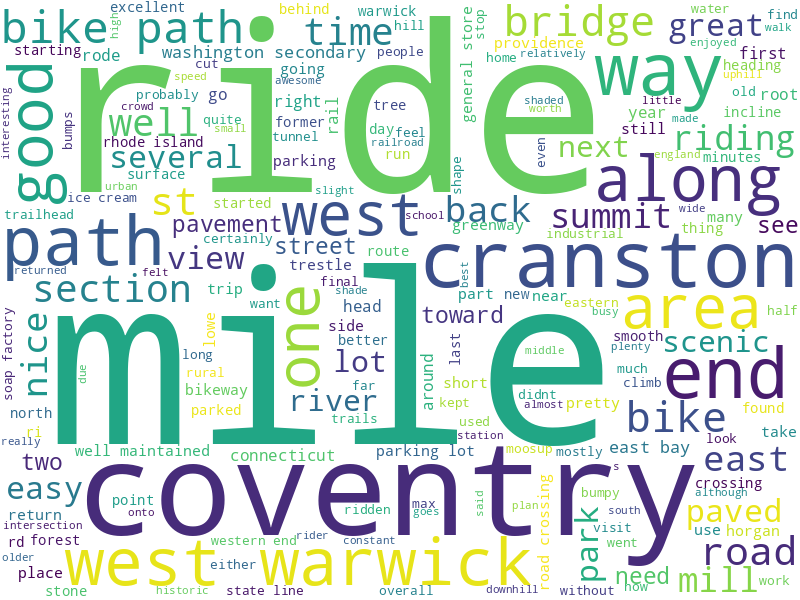 excellent
behind
warwick
hill
stop
water
find
walk
bike path
high
time
bridge
great
starting
rode
washington
secondary
people
general store
providence
home
relatively
enjoyed
first
cut
going
way
heading
uphill
speed
awesome
ride
good
interesting
bumps
probably
go
right
rail
tree
former
crowd
well
quite
small
tunnel
day
feel
railroad
run
shaded
worth
little
made
old
root
year
incline
still
rhode island
several
surface
parking
shape
even
next
riding
england
minutes
urban
ice cream
started
slight
along
trailhead
st
pavement
west
school
back
summit
wide
many
thing
see
greenway
industrial
path
certainly
street
route
view
trestle
cranston
returned
felt
final
shade
section
trip
want
head
part
new
near
best
eastern
area
busy
half
soap factory
nice
lowe
one
side
better
lot
toward
last
smooth
scenic
long
far
around
short
didnt
plenty
middle
much
climb
end
rural
bikeway
river
due
mile
north
parked
trails
kept
used
almost
pretty
found
bike
take
ri
really
well maintained
connecticut
parking lot
station
moosup
mostly
east bay
look
two
coventry
east
crossing
s
bumpy
although
easy
point
onto
ridden
max
goes
said
plan
road crossing
south
paved
return
intersection
rd
forest
western end
rider
constant
went
visit
use
horgan
older
place
either
park
need
how
road
stone
historic
state line
overall
west warwick
downhill
without
mill
work